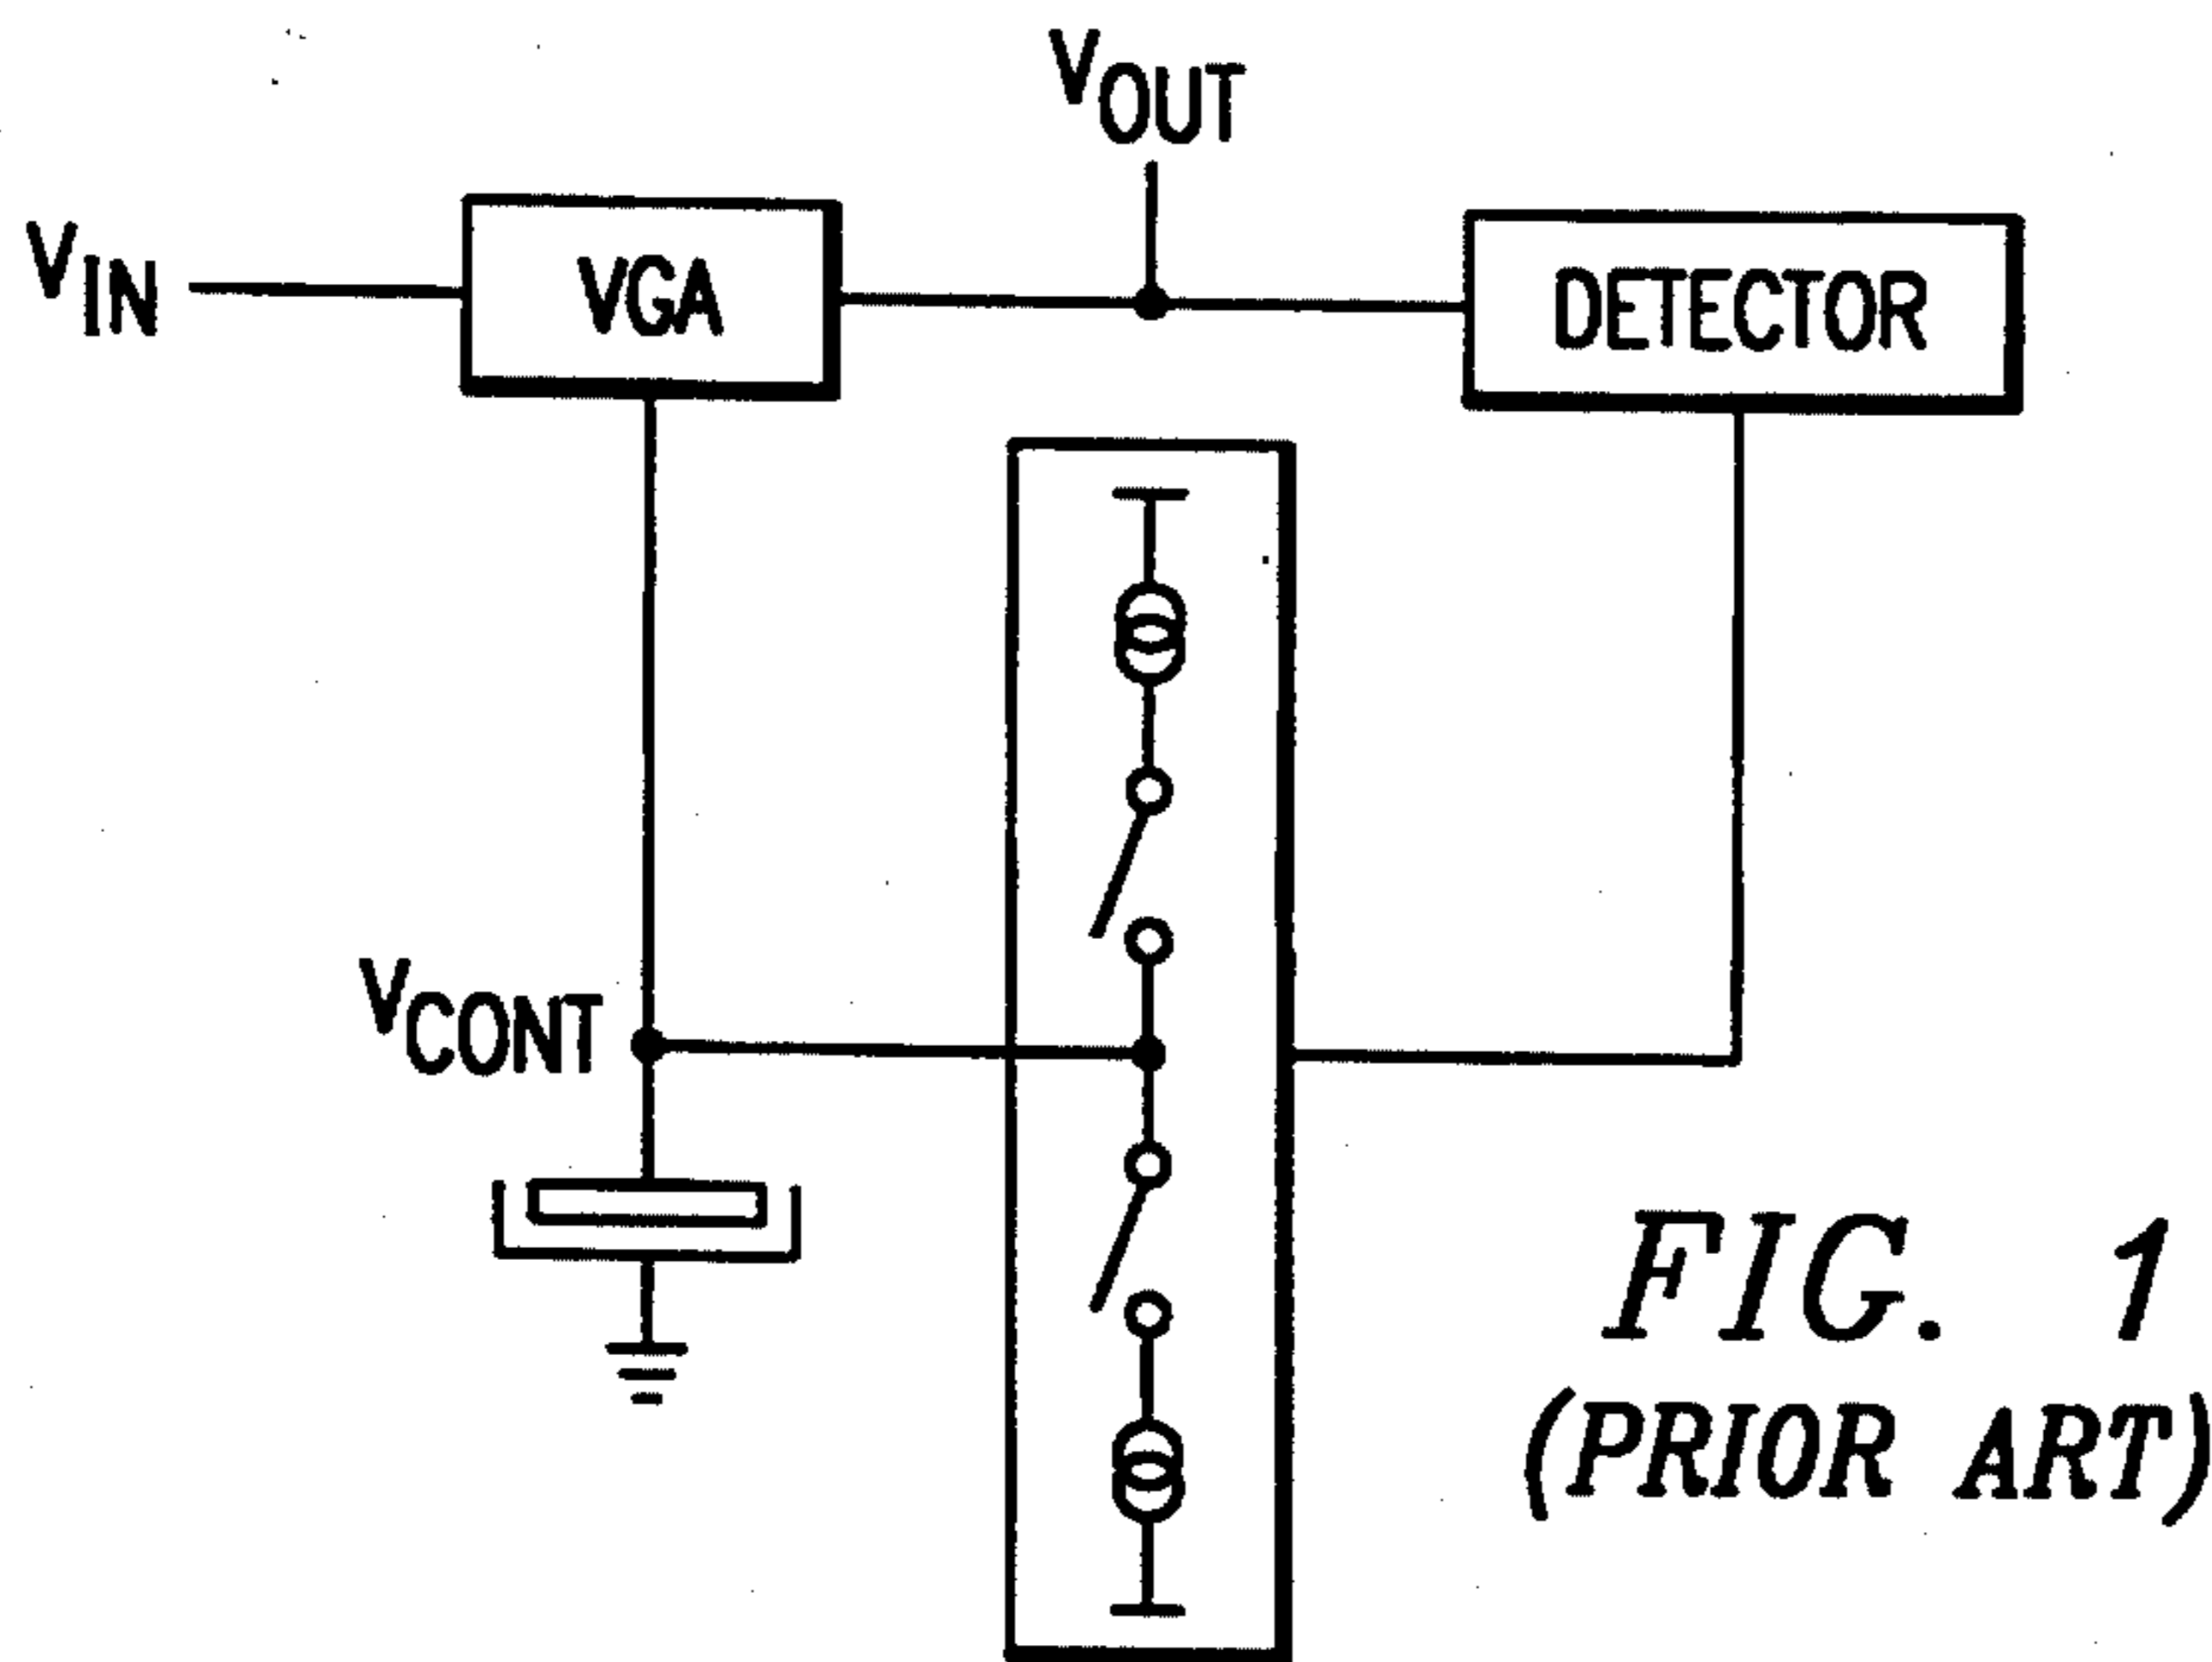 VOUT
VIN
VGA
DETECTOR
VCONT
FIG. 1
(PRIOR ART)